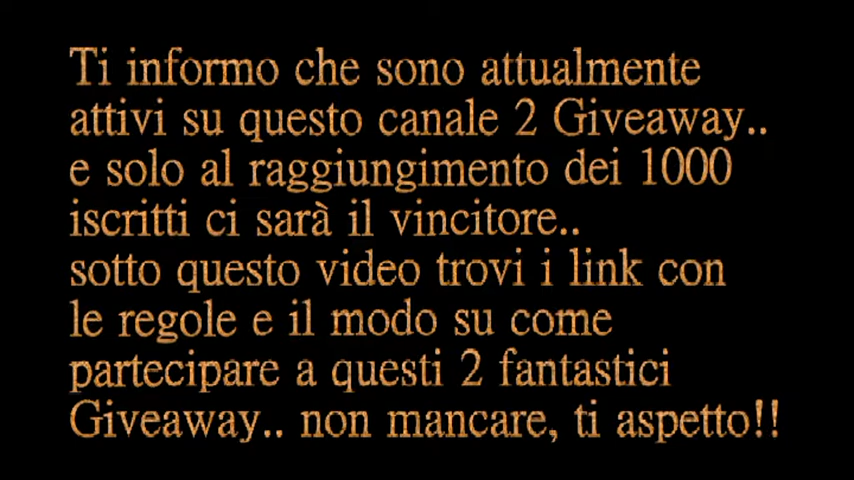 Ti informo che sono attualmente
attivi su questo canale 2 Giveaway..
e solo al raggiungimento dei 1000
iscritti ci sarà il vincitore..
sotto questo video trovi i link con
le regole e il modo su come
partecipare a questi 2 fantastici
Giveaway.. non mancare, ti aspetto!!